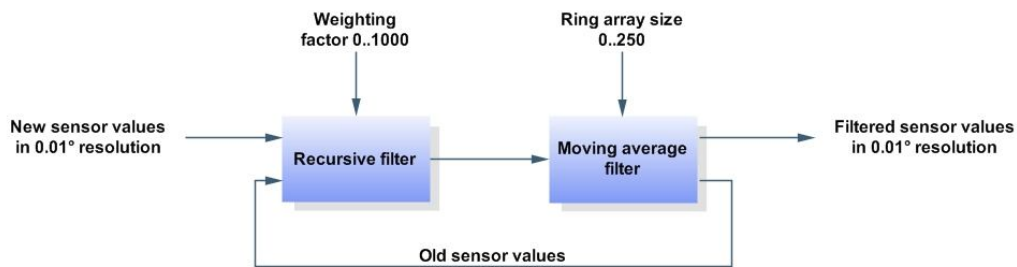 Weighting
factor 0..1000
Ring array size
0..250
New sensor values
in 0.01° resolution
Recursive filter
Moving average
filter
Filtered sensor values
in 0.01° resolution
Old sensor values